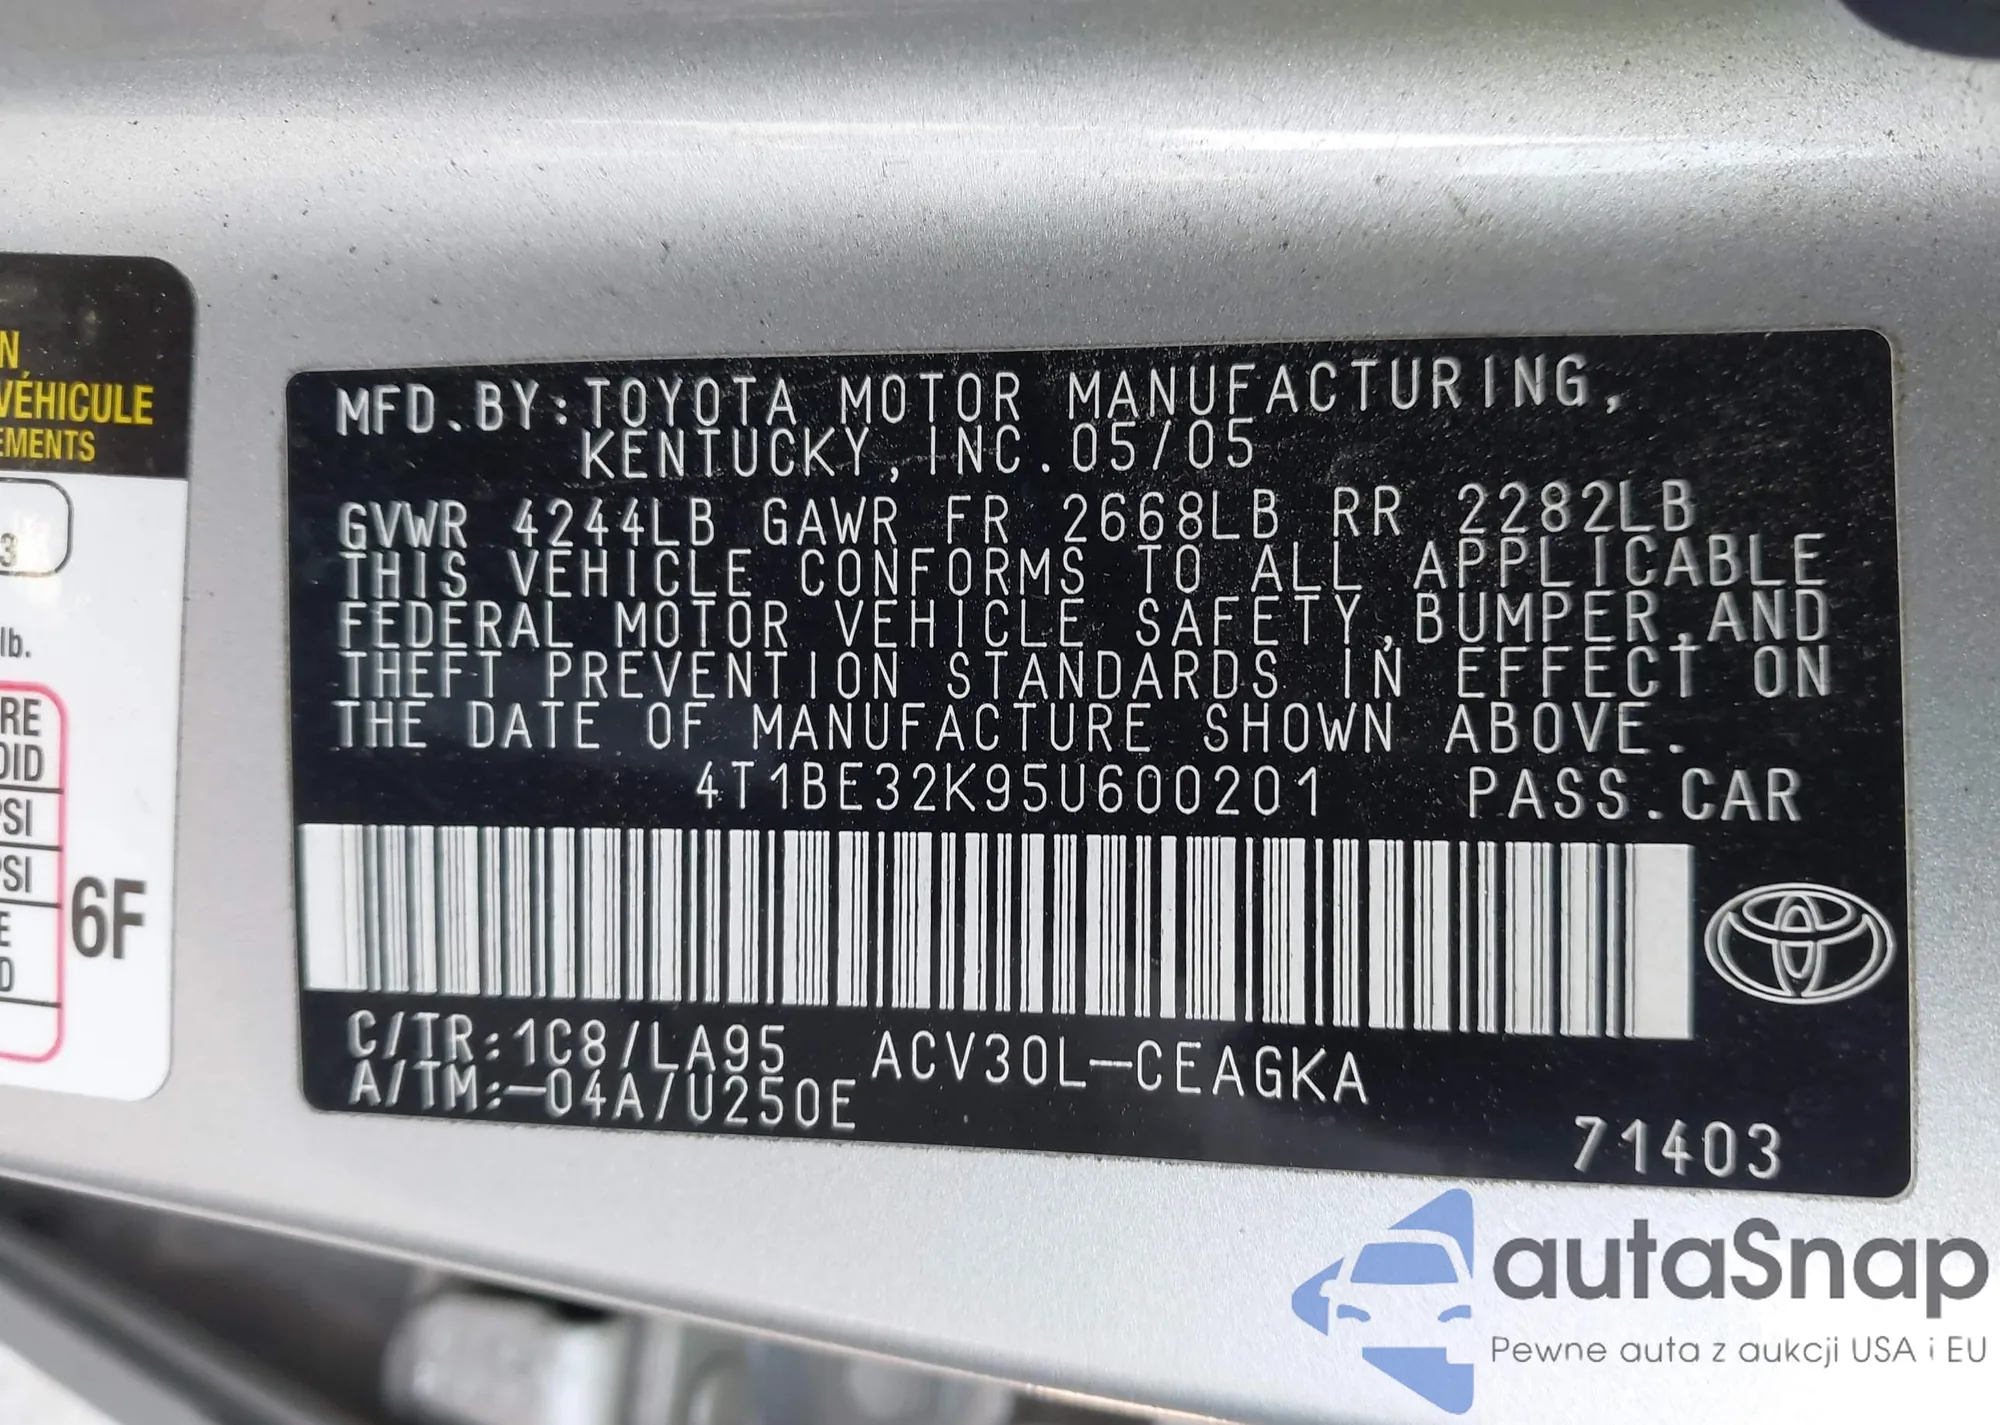 N
VÉHICULE
EMENTS
3
lb.
RE
OID
PSI
PSI
E
D
6F
MFD.BY:TOYOTA MOTOR MANUFACTURING,
KENTUCKY,INC.05/05
GVWR 4244LB GAWR FR 2668LB RR 2282LB
THIS VEHICLE CONFORMS TO ALL APPLICABLE
FEDERAL MOTOR VEHICLE SAFETY,BUMPER,AND
THEFT PREVENTION STANDARDS IN EFFECT ON
THE DATE OF MANUFACTURE SHOWN ABOVE.
4T1BE32K95U600201 PASS.CAR
C/TR:1C8/LA95 ACV30L-CEAGKA
A/TM:-04A/U250E
71403
autaSnap
Pewne auta z aukcji USA i EU